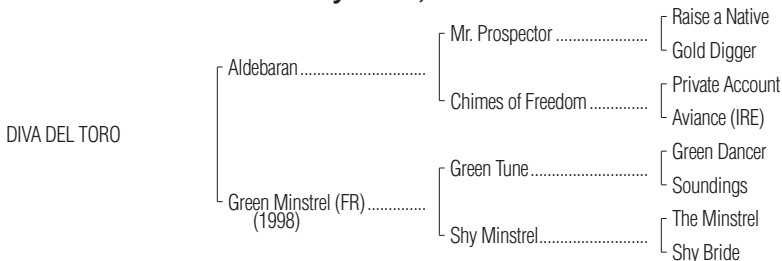 Raise a Native
Mr. Prospector ......................
Gold Digger
Aldebaran..............................
Private Account
Chimes of Freedom..............
Aviance (IRE)
DIVA DEL TORO
Green Dancer
Green Tune............................
Soundings
Green Minstrel (FR)..............
(1998)
The Minstrel
Shy Minstrel..........................
Shy Bride